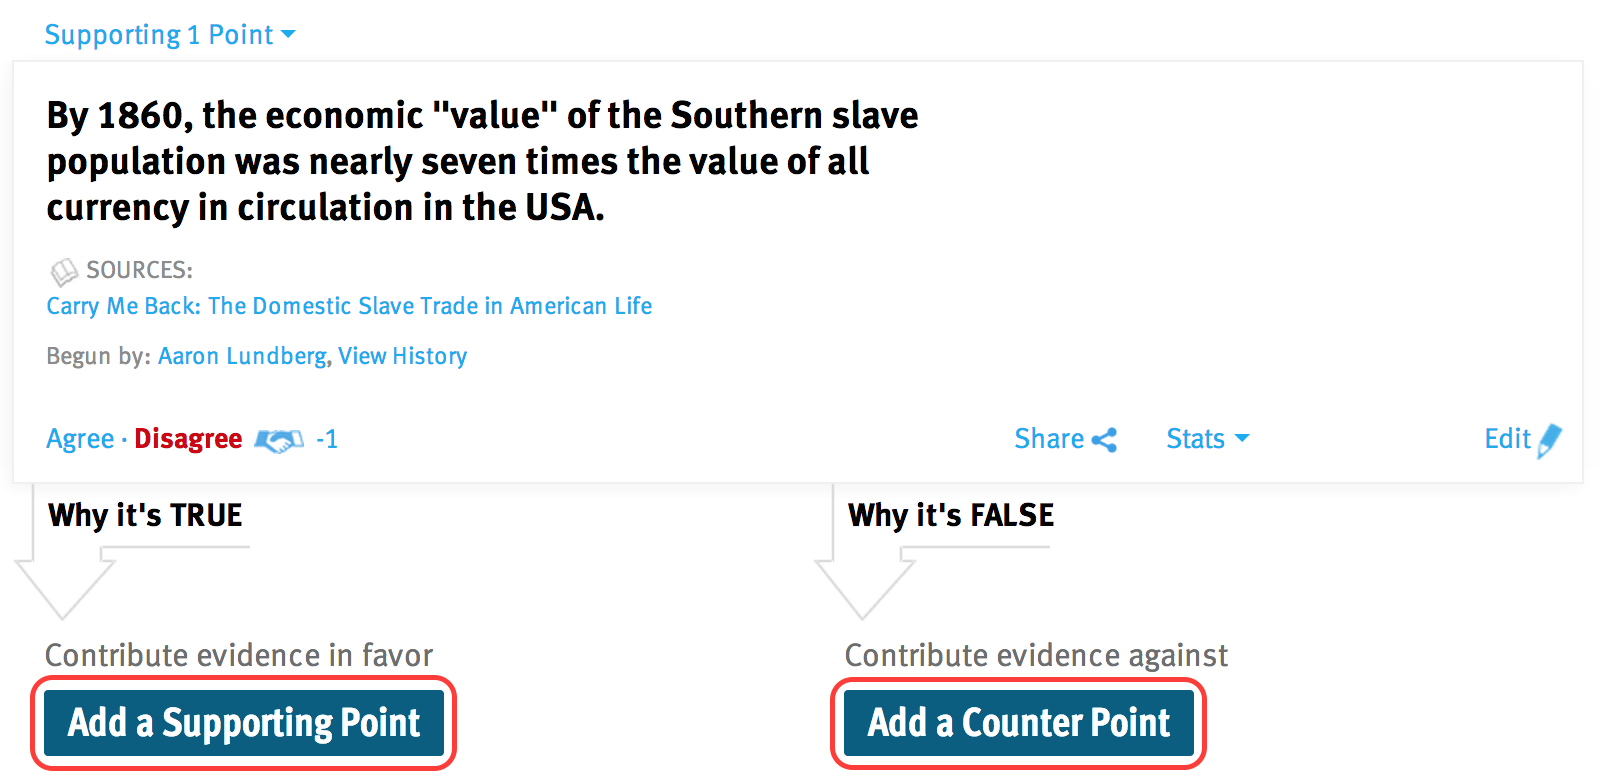 Supporting 1 Point
By 1860, the economic "value" of the Southern slave
population was nearly seven times the value of all
currency in circulation in the USA.
SOURCES:
Carry Me Back: The Domestic Slave Trade in American Life
Begun by: Aaron Lundberg, View History
Agree · Disagree -1 Share Stats Edit
Why it's TRUE
Why it's FALSE
Contribute evidence in favor
Contribute evidence against
Add a Supporting Point
Add a Counter Point